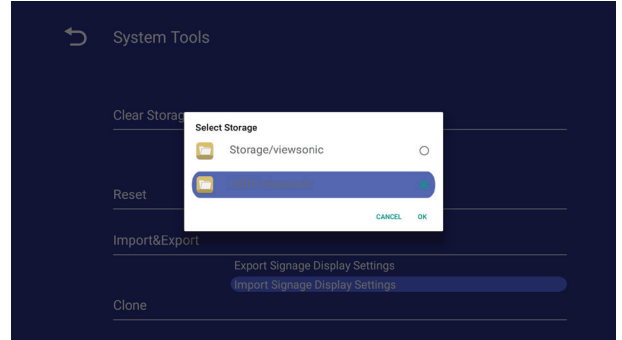 System Tools
Clear Storag
Select Storage
Storage/viewsonic
CANCEL OK
Reset
Import&Export
Export Signage Display Settings
Import Signage Display Settings
Clone